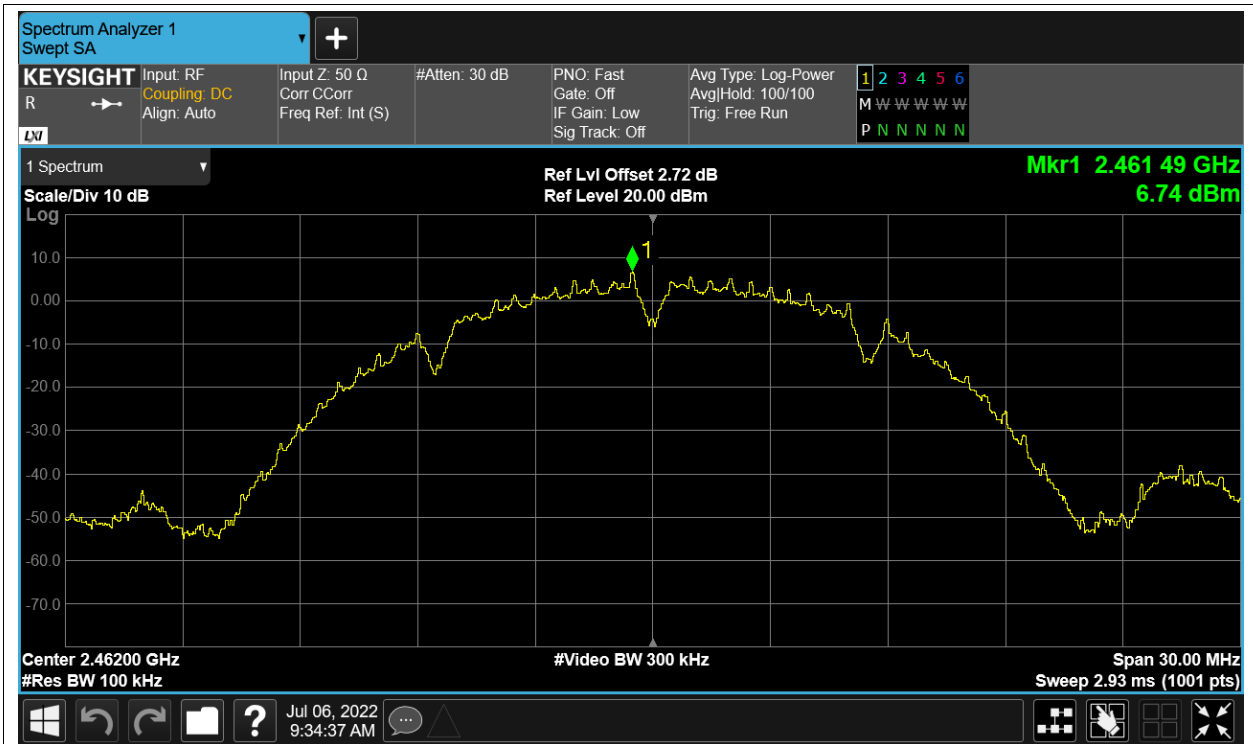 Spectrum Analyzer 1
Swept SA
+
KEYSIGHT
R
LXI
Input: RF
Coupling: DC
Align: Auto
Input Z: 50 Ω
Corr CCorr
Freq Ref: Int (S)
#Atten: 30 dB
PNO: Fast
Gate: Off
IF Gain: Low
Sig Track: Off
Avg Type: Log-Power
Avg|Hold: 100/100
Trig: Free Run
1 2 3 4 5 6
M W W W W W
P N N N N N
1 Spectrum
Scale/Div 10 dB
Ref Lvl Offset 2.72 dB
Ref Level 20.00 dBm
Mkr1 2.461 49 GHz
6.74 dBm
Log
1
10.0
0.00
-10.0
-20.0
-30.0
-40.0
-50.0
-60.0
-70.0
Center 2.46200 GHz
#Video BW 300 kHz
Span 30.00 MHz
#Res BW 100 kHz
Sweep 2.93 ms (1001 pts)
?
Jul 06, 2022
9:34:37 AM